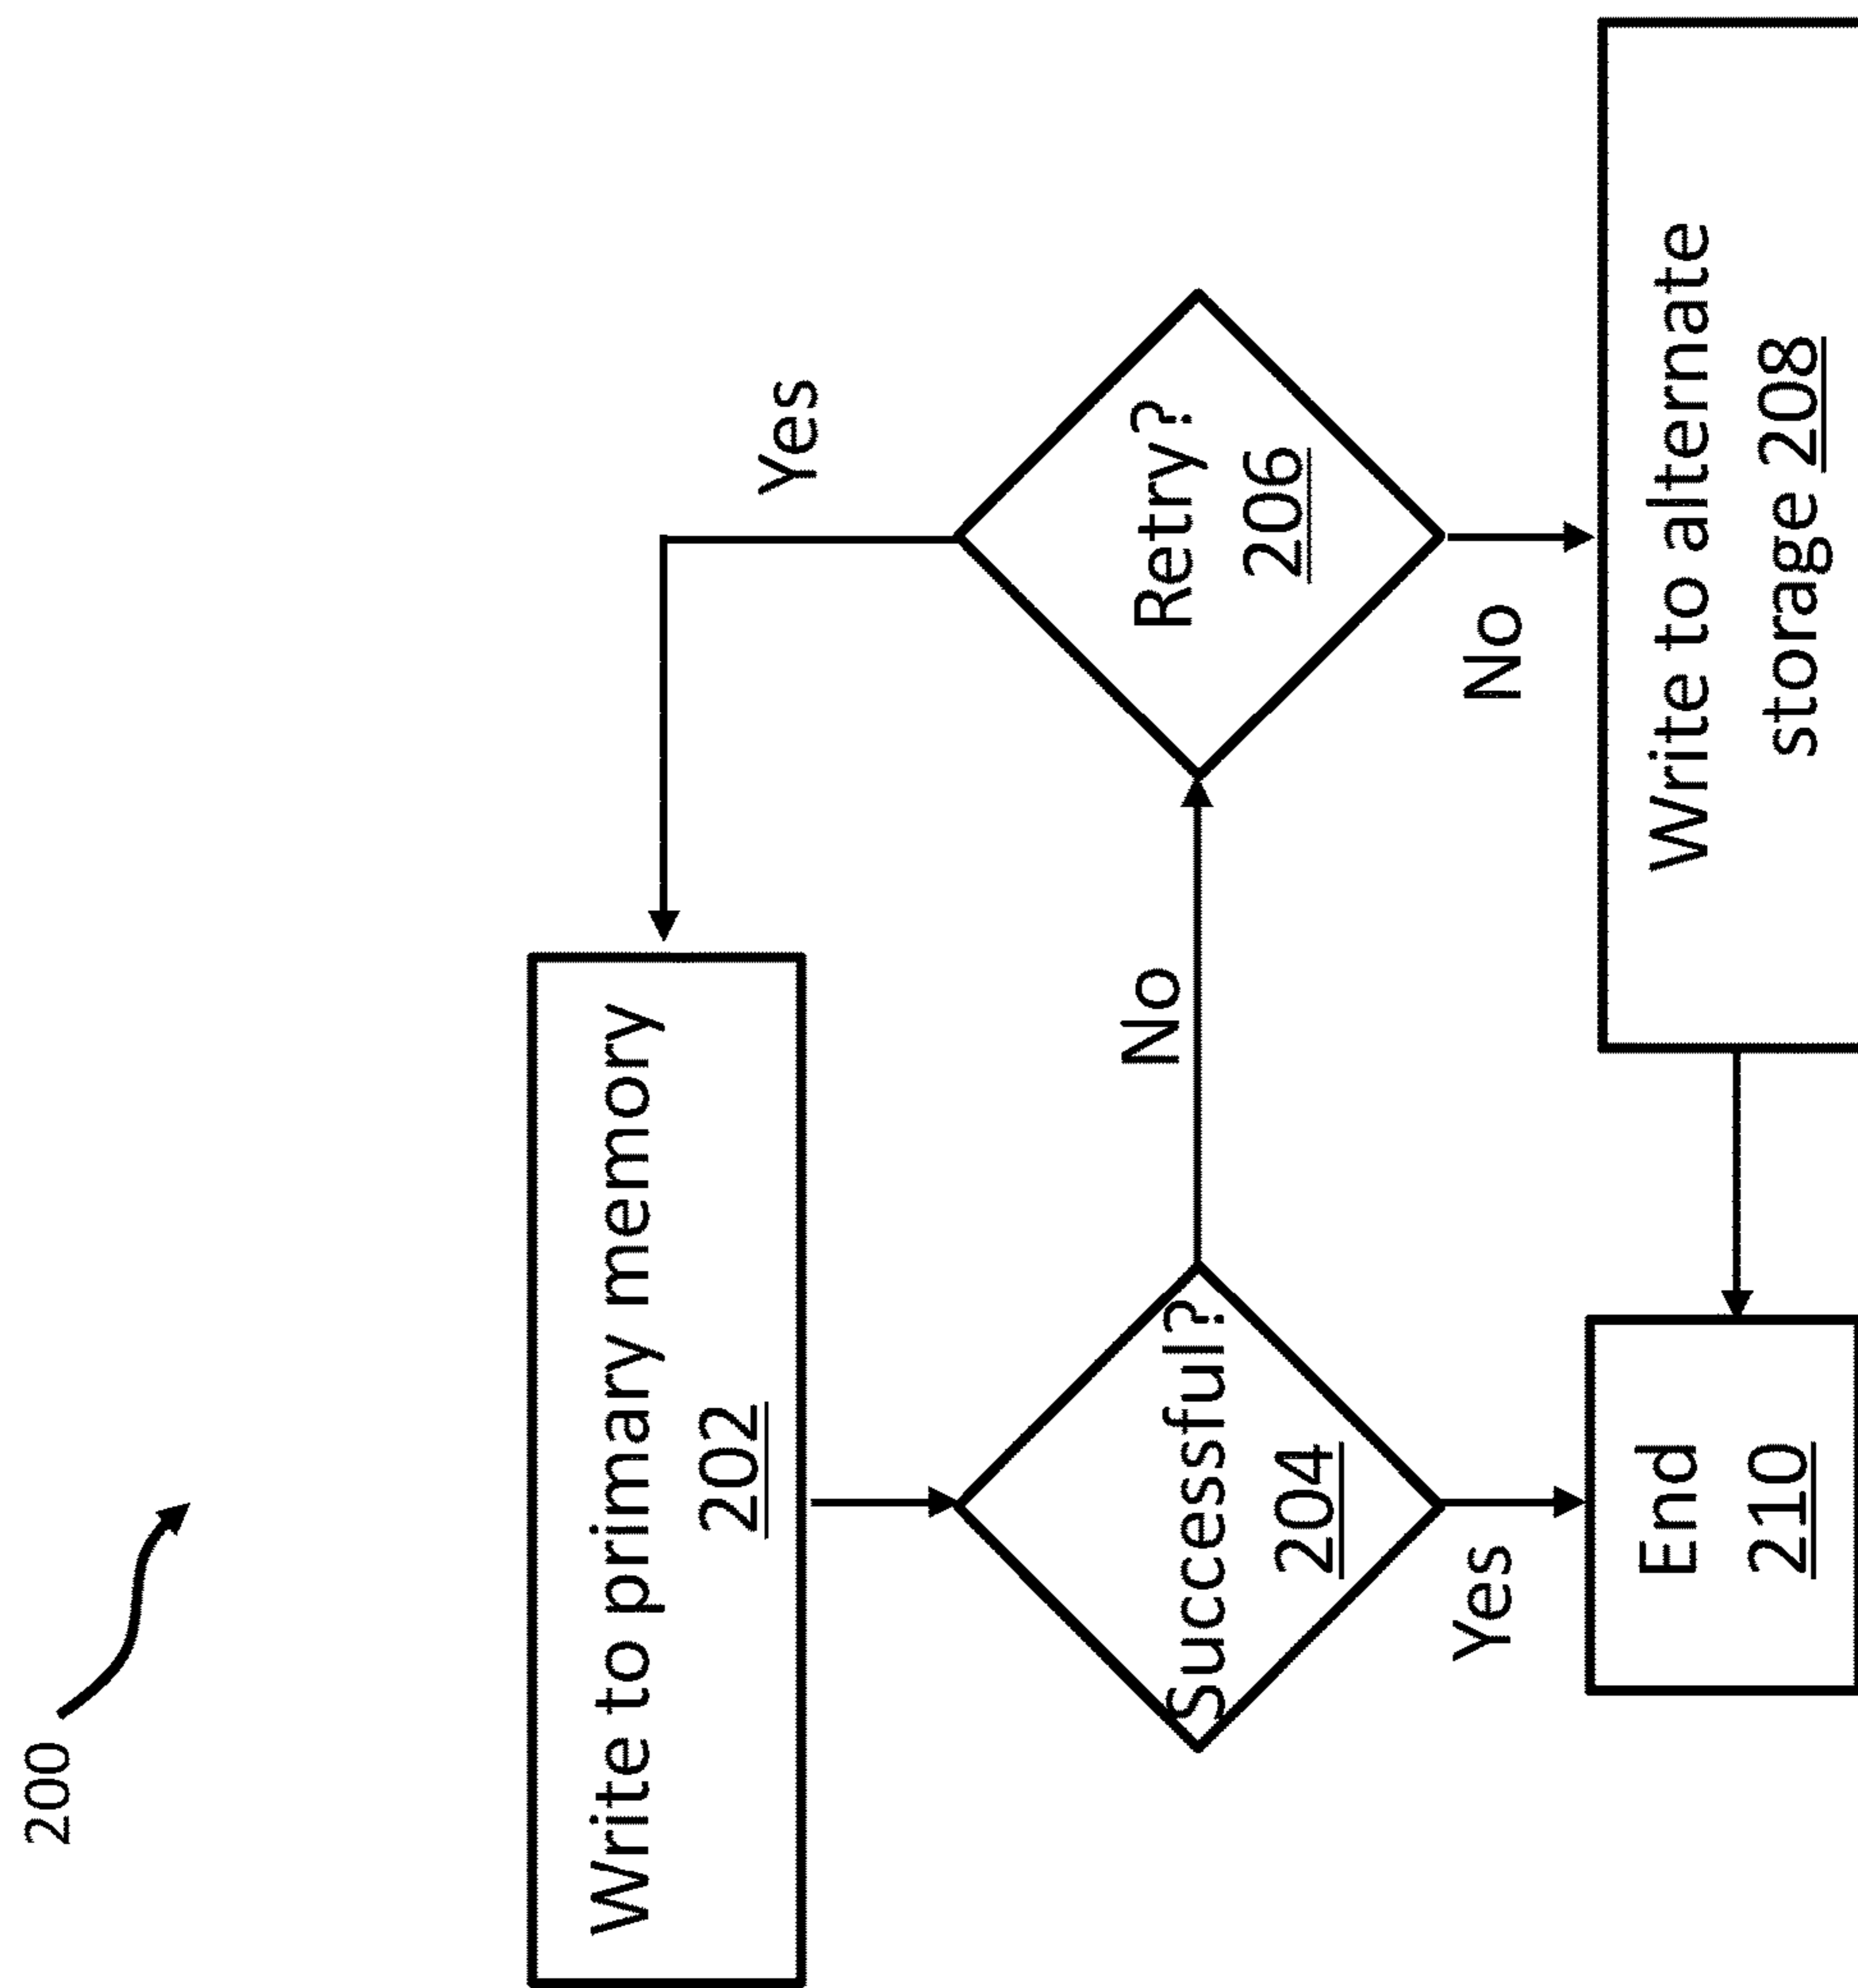 200
Write to primary memory
202
Successful?
204
No
Yes
Retry?
206
Yes
No
Write to alternate
storage 208
End
210